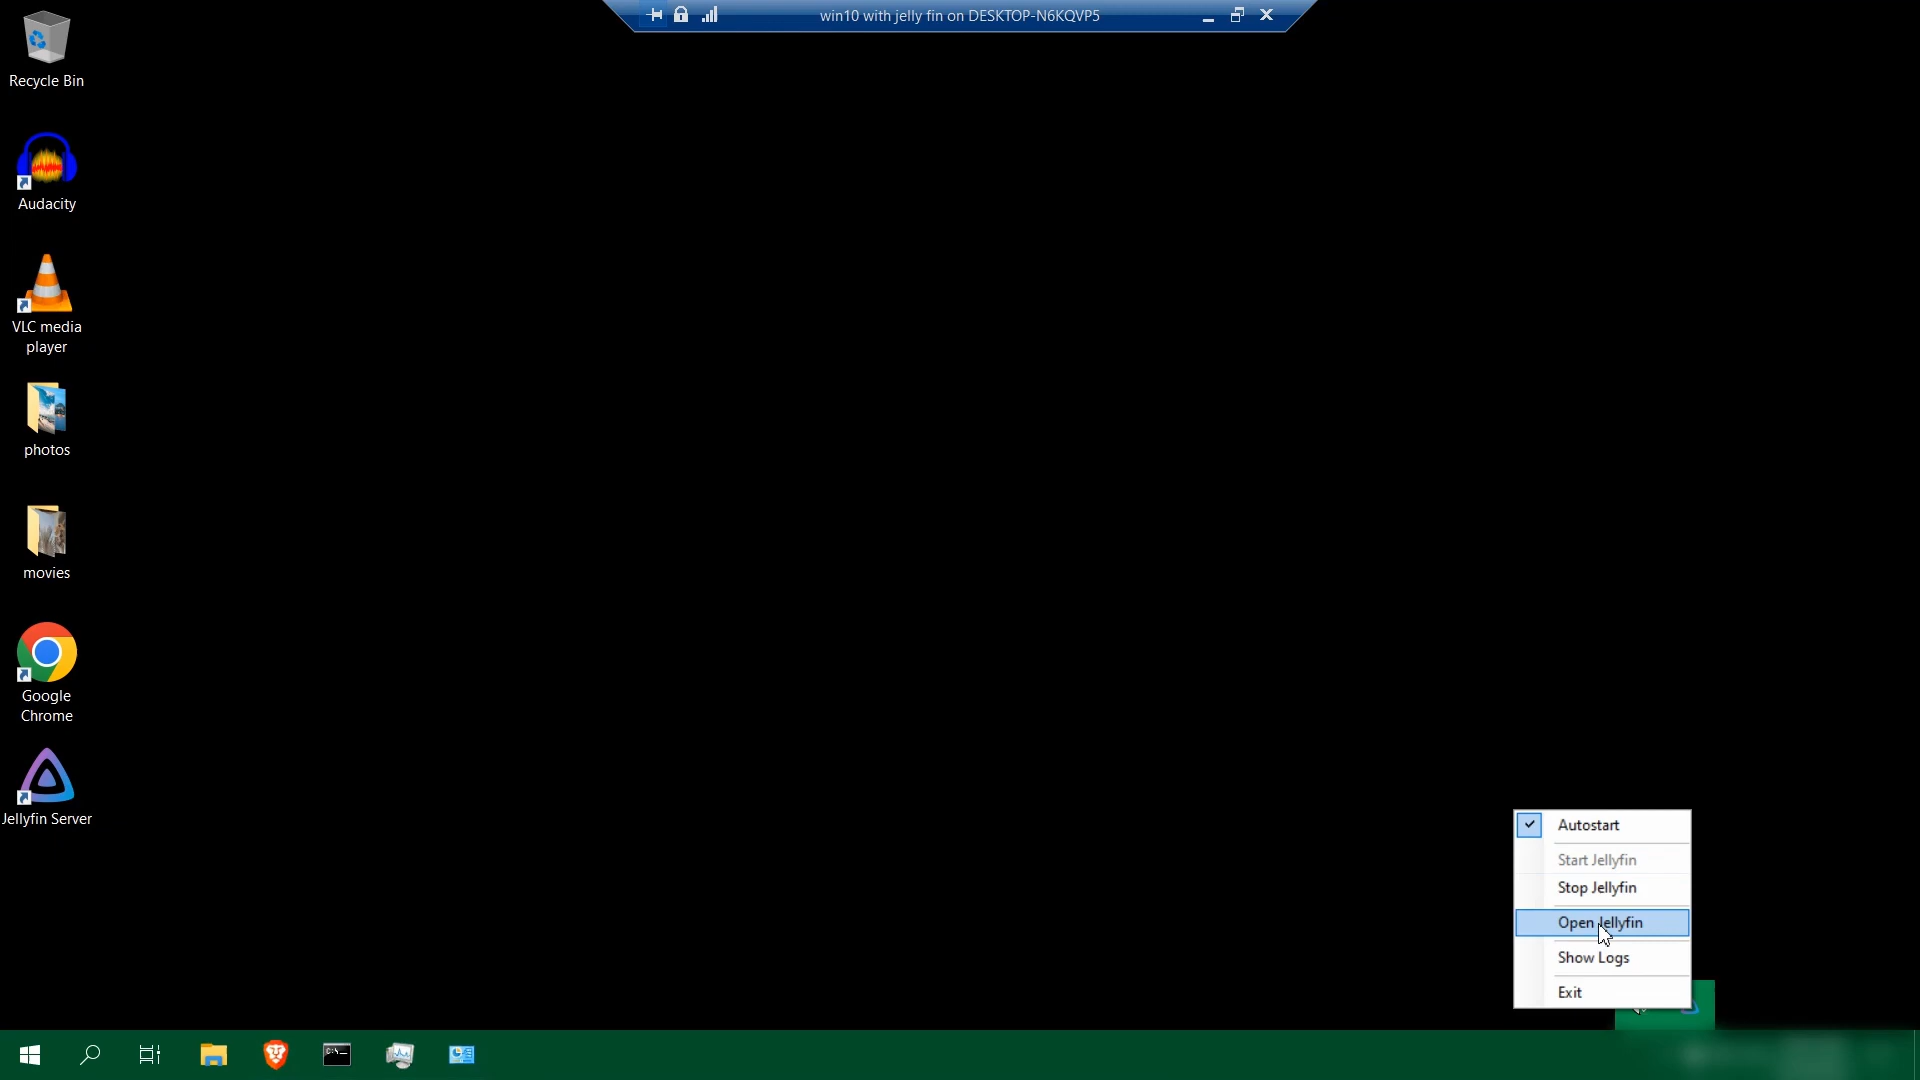 win10 with jelly fin on DESKTOP-N6KQVP5
Recycle Bin
Audacity
VLC media
player
photos
movies
Google
Chrome
Jellyfin Server
Autostart
Start Jellyfin
Stop Jellyfin
Open Jellyfin
Show Logs
Exit